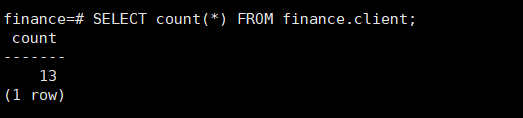 finance=# SELECT count(*) FROM finance.client;
 count
-------
    13
(1 row)